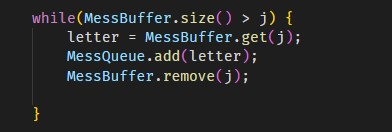 while(MessBuffer.size() > j) {
letter = MessBuffer.get(j);
MessQueue.add(letter);
MessBuffer.remove(j);
}